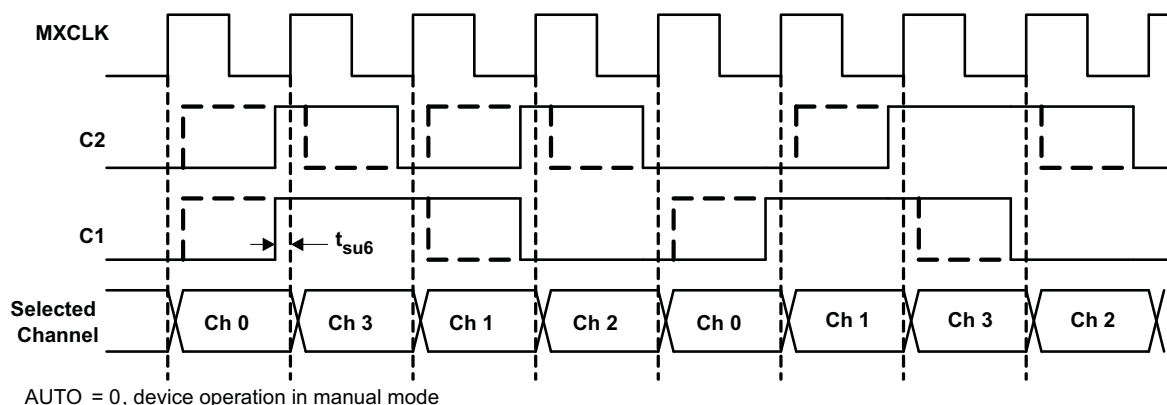 MXCLK
C2
C1
t_su6
Selected
Channel
Ch 0 Ch 3 Ch 1 Ch 2 Ch 0 Ch 1 Ch 3 Ch 2
AUTO = 0, device operation in manual mode